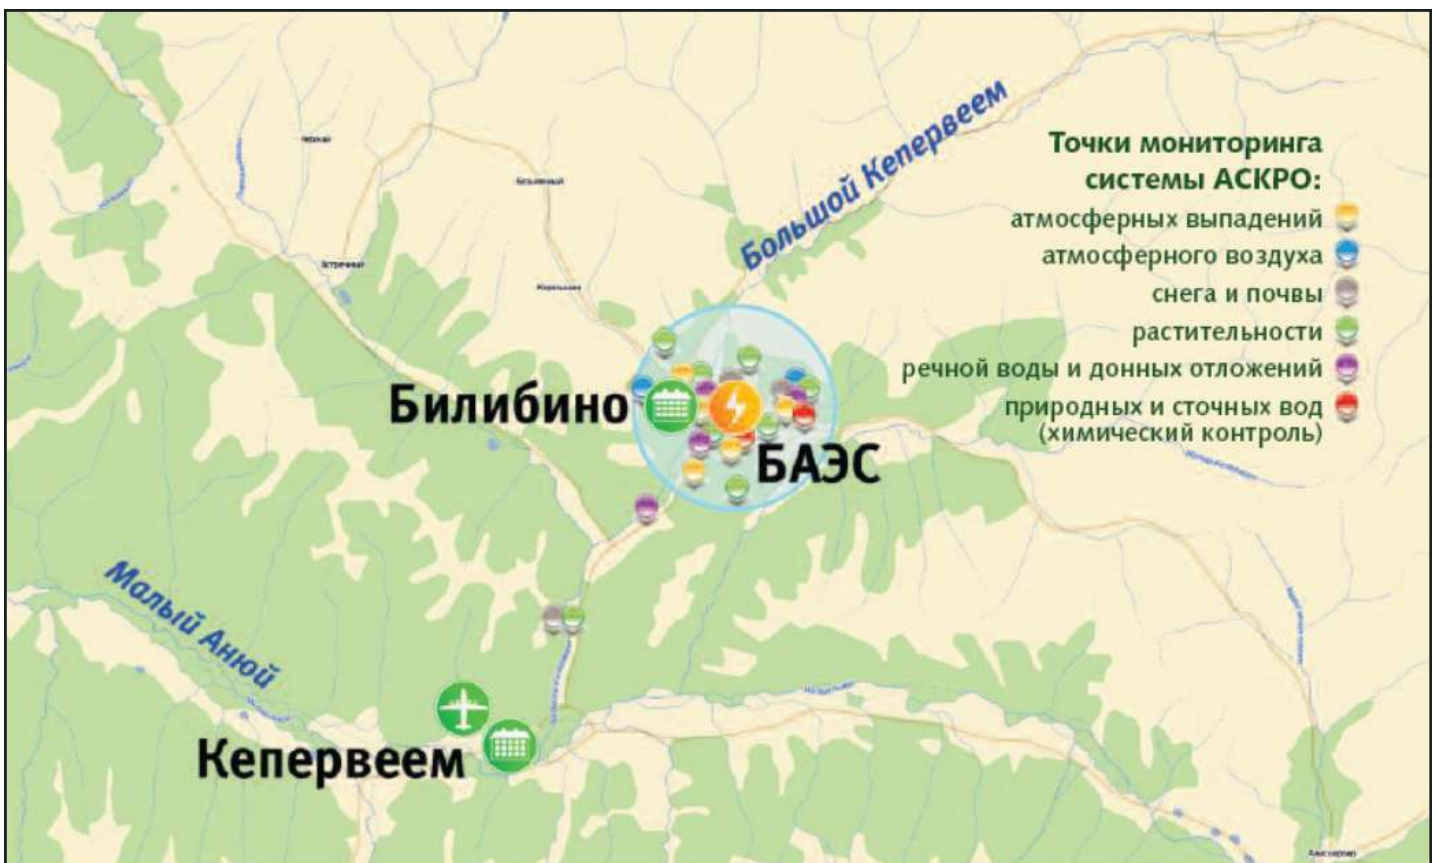 Большой Кепервеем
Точки мониторинга
системы АСКРО:
атмосферных выпадений
атмосферного воздуха
снега и почвы
растительности
речной воды и донных отложений
природных и сточных вод
(химический контроль)
Встречный
Билибино
БАЭС
Малый Анюй
Кепервеем